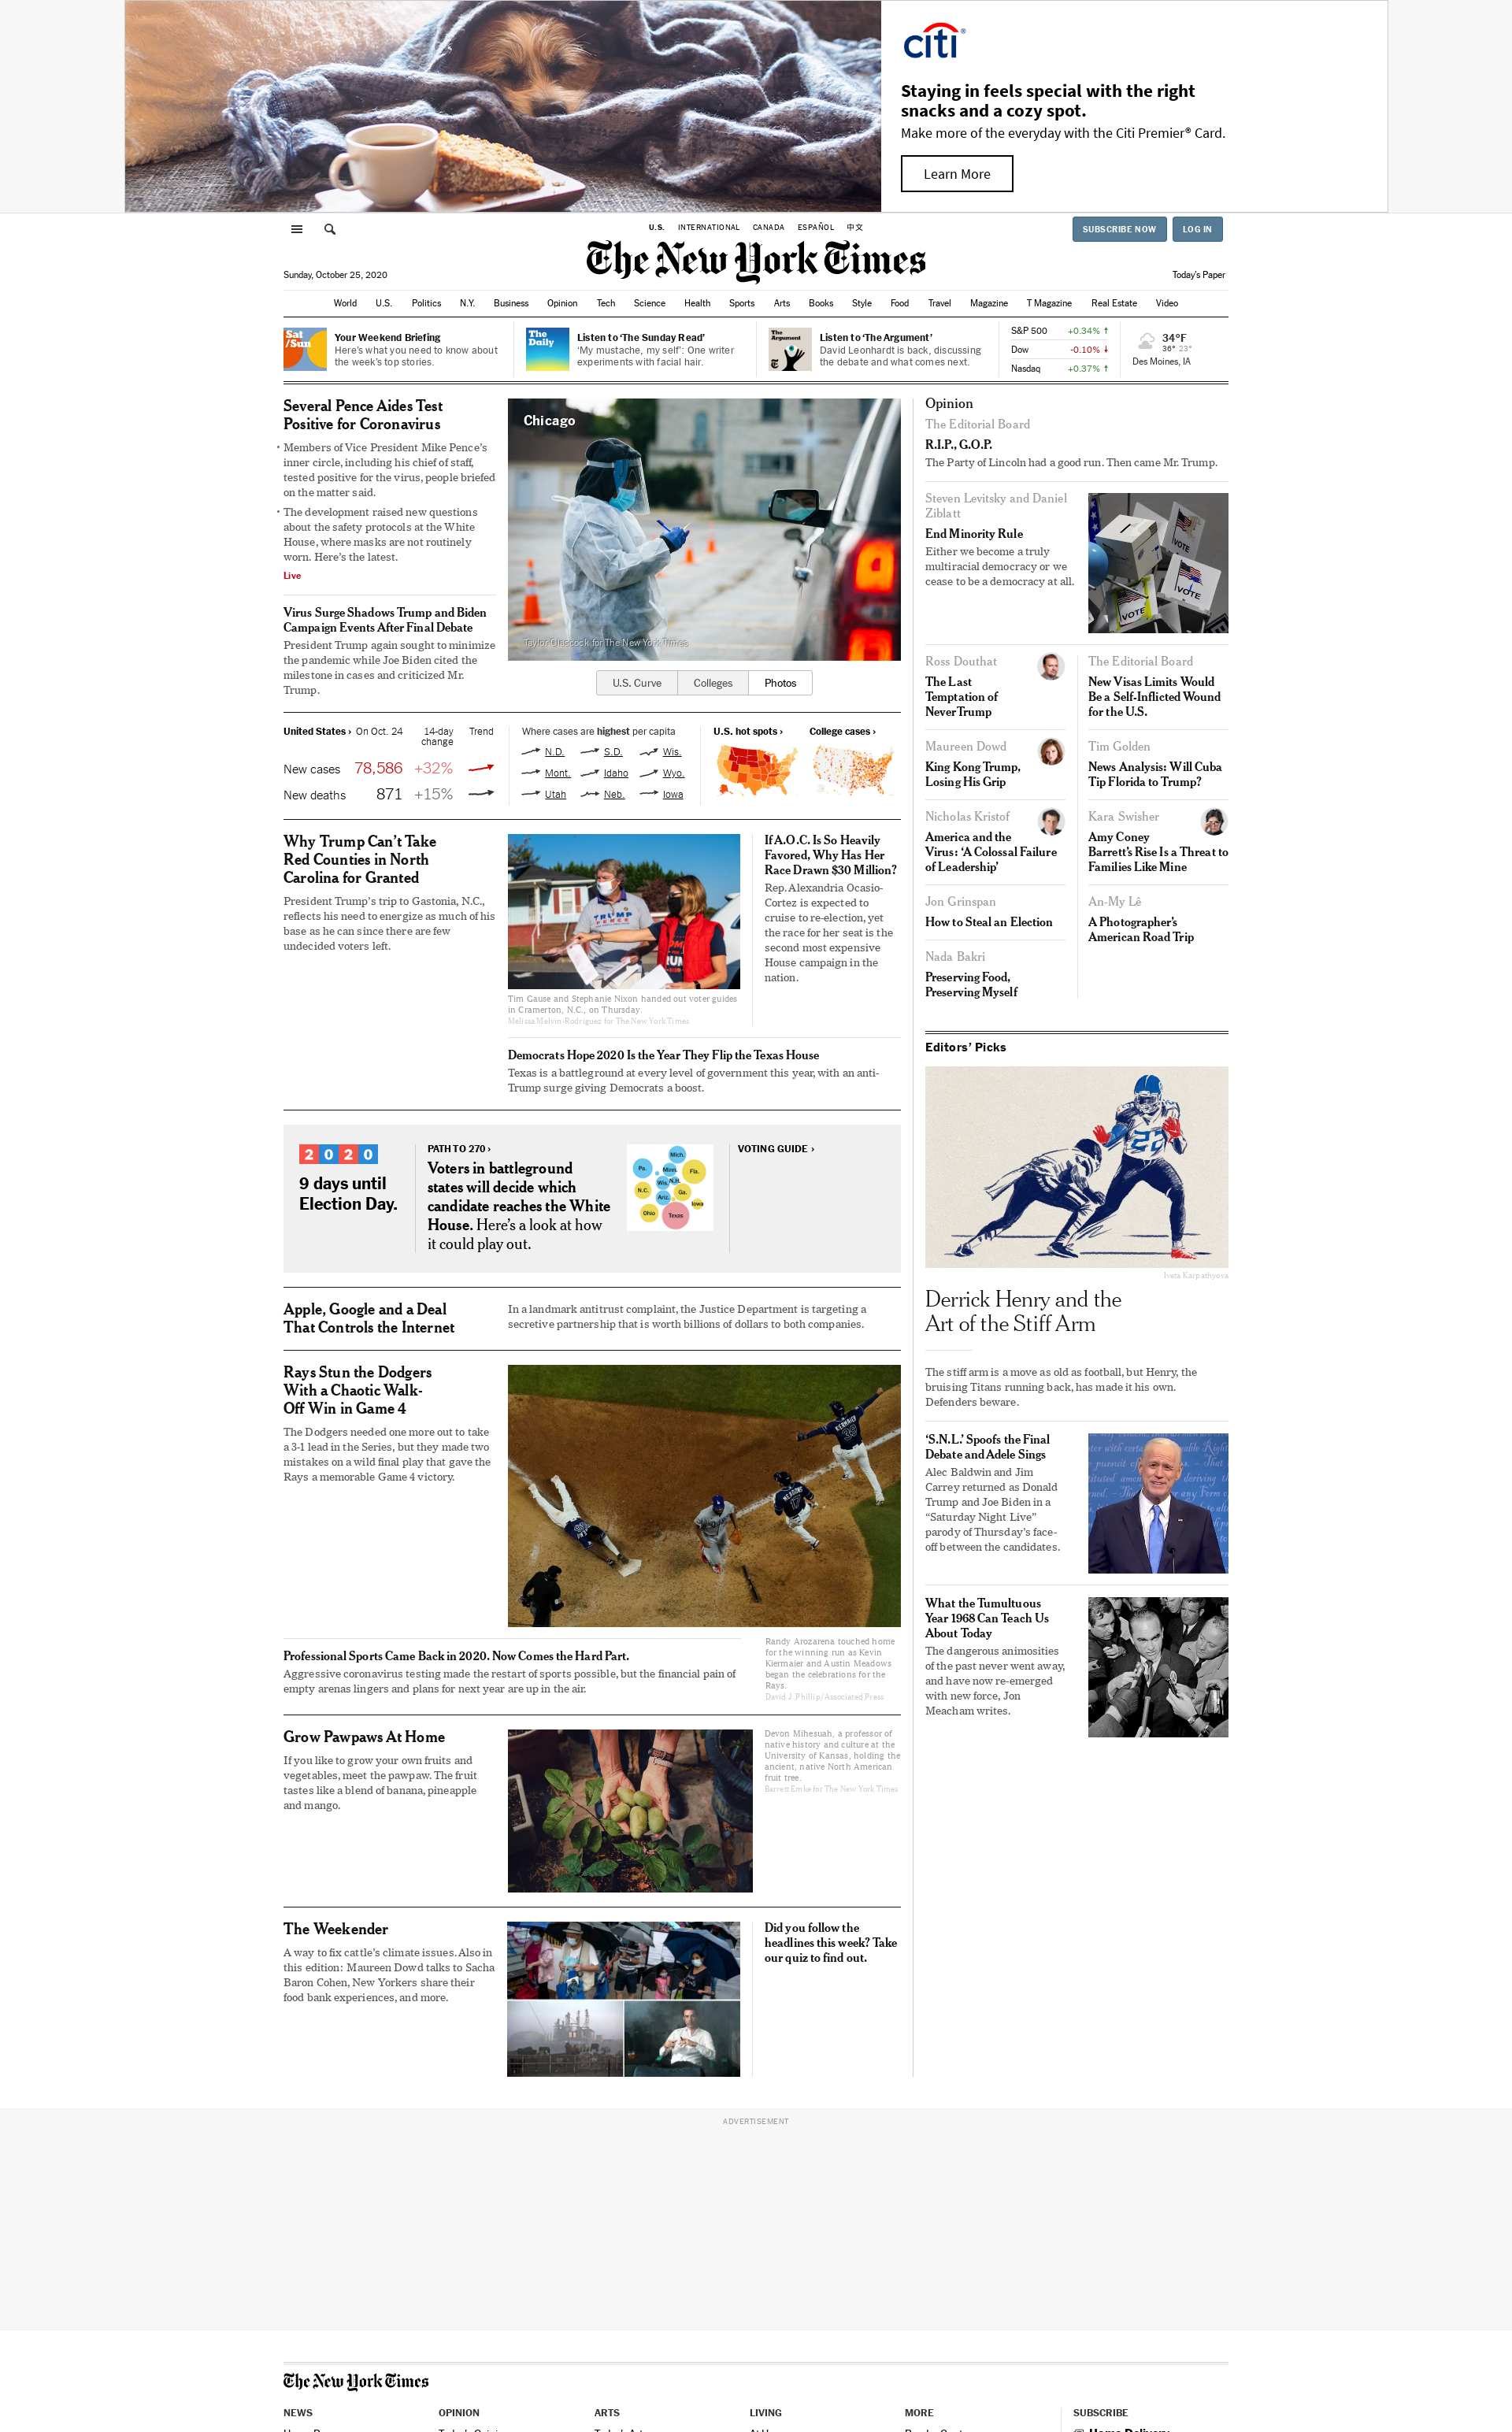 citi®
Staying in feels special with the right
snacks and a cozy spot.
Make more of the everyday with the Citi Premier® Card.
Learn More
U.S. INTERNATIONAL CANADA ESPAÑOL 中文
SUBSCRIBE NOW LOG IN
The New York Times
Sunday, October 25, 2020
Today's Paper
World U.S. Politics N.Y. Business Opinion Tech Science Health Sports Arts Books Style Food Travel Magazine T Magazine Real Estate Video
Sat
/Sun
Your Weekend Briefing
Here's what you need to know about
the week's top stories.
The
Daily
Listen to ‘The Sunday Read’
‘My mustache, my self’: One writer
experiments with facial hair.
The
Argument
Listen to ‘The Argument’
David Leonhardt is back, discussing
the debate and what comes next.
S&P 500 +0.34% ↑
Dow -0.10% ↓
Nasdaq +0.37% ↑
34°F
36° 23°
Des Moines, IA
Several Pence Aides Test
Positive for Coronavirus
• Members of Vice President Mike Pence’s
inner circle, including his chief of staff,
tested positive for the virus, people briefed
on the matter said.
• The development raised new questions
about the safety protocols at the White
House, where masks are not routinely
worn. Here’s the latest.
Live
Virus Surge Shadows Trump and Biden
Campaign Events After Final Debate
President Trump again sought to minimize
the pandemic while Joe Biden cited the
milestone in cases and criticized Mr.
Trump.
Chicago
Taylor Glascock for The New York Times
U.S. Curve Colleges Photos
United States › On Oct. 24 14-day
change Trend
New cases 78,586 +32%
New deaths 871 +15%
Where cases are highest per capita
N.D. S.D. Wis.
Mont. Idaho Wyo.
Utah Neb. Iowa
U.S. hot spots › College cases ›
Why Trump Can’t Take
Red Counties in North
Carolina for Granted
President Trump’s trip to Gastonia, N.C.,
reflects his need to energize as much of his
base as he can since there are few
undecided voters left.
TRUMP
PENCE
Tim Gause and Stephanie Nixon handed out voter guides
in Cramerton, N.C., on Thursday.
Melissa Melvin-Rodriguez for The New York Times
If A.O.C. Is So Heavily
Favored, Why Has Her
Race Drawn $30 Million?
Rep. Alexandria Ocasio-
Cortez is expected to
cruise to re-election, yet
the race for her seat is the
second most expensive
House campaign in the
nation.
Democrats Hope 2020 Is the Year They Flip the Texas House
Texas is a battleground at every level of government this year, with an anti-
Trump surge giving Democrats a boost.
2020
9 days until
Election Day.
PATH TO 270 ›
Voters in battleground
states will decide which
candidate reaches the White
House. Here’s a look at how
it could play out.
Mich.
Pa. Minn. Fla.
Wis. N.H.
N.C. Ariz. Ga.
Iowa
Ohio Texas
VOTING GUIDE ›
Apple, Google and a Deal
That Controls the Internet
In a landmark antitrust complaint, the Justice Department is targeting a
secretive partnership that is worth billions of dollars to both companies.
Rays Stun the Dodgers
With a Chaotic Walk-
Off Win in Game 4
The Dodgers needed one more out to take
a 3-1 lead in the Series, but they made two
mistakes on a wild final play that gave the
Rays a memorable Game 4 victory.
KIERMAIER
39
MEADOWS
17
Professional Sports Came Back in 2020. Now Comes the Hard Part.
Aggressive coronavirus testing made the restart of sports possible, but the financial pain of
empty arenas lingers and plans for next year are up in the air.
Randy Arozarena touched home
for the winning run as Kevin
Kiermaier and Austin Meadows
began the celebrations for the
Rays.
David J. Phillip/Associated Press
Grow Pawpaws At Home
If you like to grow your own fruits and
vegetables, meet the pawpaw. The fruit
tastes like a blend of banana, pineapple
and mango.
Devon Mihesuah, a professor of
native history and culture at the
University of Kansas, holding the
ancient, native North American
fruit tree.
Barrett Emke for The New York Times
The Weekender
A way to fix cattle’s climate issues. Also in
this edition: Maureen Dowd talks to Sacha
Baron Cohen, New Yorkers share their
food bank experiences, and more.
Did you follow the
headlines this week? Take
our quiz to find out.
Opinion
The Editorial Board
R.I.P., G.O.P.
The Party of Lincoln had a good run. Then came Mr. Trump.
Steven Levitsky and Daniel
Ziblatt
End Minority Rule
Either we become a truly
multiracial democracy or we
cease to be a democracy at all.
VOTE
VOTE
VOTE
VOTE
Ross Douthat
The Last
Temptation of
NeverTrump
Maureen Dowd
King Kong Trump,
Losing His Grip
Nicholas Kristof
America and the
Virus: ‘A Colossal Failure
of Leadership’
Jon Grinspan
How to Steal an Election
Nada Bakri
Preserving Food,
Preserving Myself
The Editorial Board
New Visas Limits Would
Be a Self-Inflicted Wound
for the U.S.
Tim Golden
News Analysis: Will Cuba
Tip Florida to Trump?
Kara Swisher
Amy Coney
Barrett’s Rise Is a Threat to
Families Like Mine
An-My Lê
A Photographer’s
American Road Trip
Editors’ Picks
22
Iveta Karpathyova
Derrick Henry and the
Art of the Stiff Arm
The stiff arm is a move as old as football, but Henry, the
bruising Titans running back, has made it his own.
Defenders beware.
‘S.N.L.’ Spoofs the Final
Debate and Adele Sings
Alec Baldwin and Jim
Carrey returned as Donald
Trump and Joe Biden in a
“Saturday Night Live”
parody of Thursday’s face-
off between the candidates.
What the Tumultuous
Year 1968 Can Teach Us
About Today
The dangerous animosities
of the past never went away,
and have now re-emerged
with new force, Jon
Meacham writes.
ADVERTISEMENT
The New York Times
NEWS OPINION ARTS LIVING MORE SUBSCRIBE